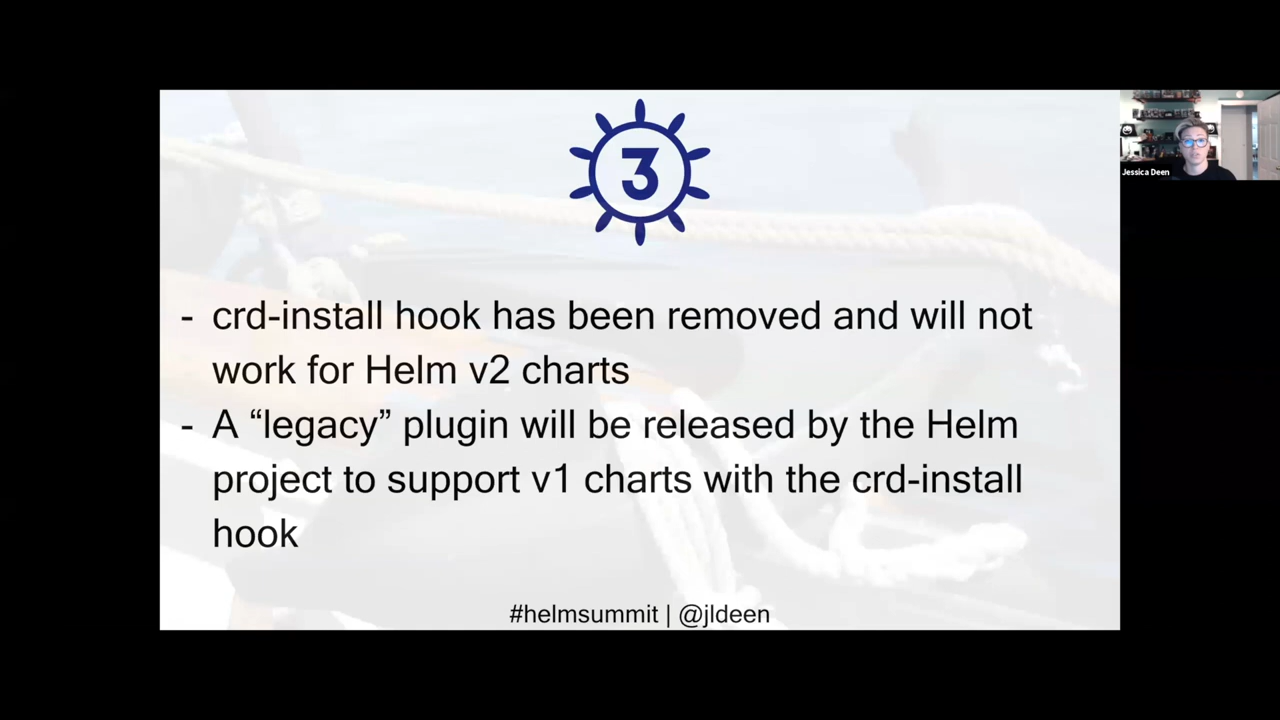 3
- crd-install hook has been removed and will not
work for Helm v2 charts
- A “legacy” plugin will be released by the Helm
project to support v1 charts with the crd-install
hook
#helmsummit | @jldeen
Jessica Deen